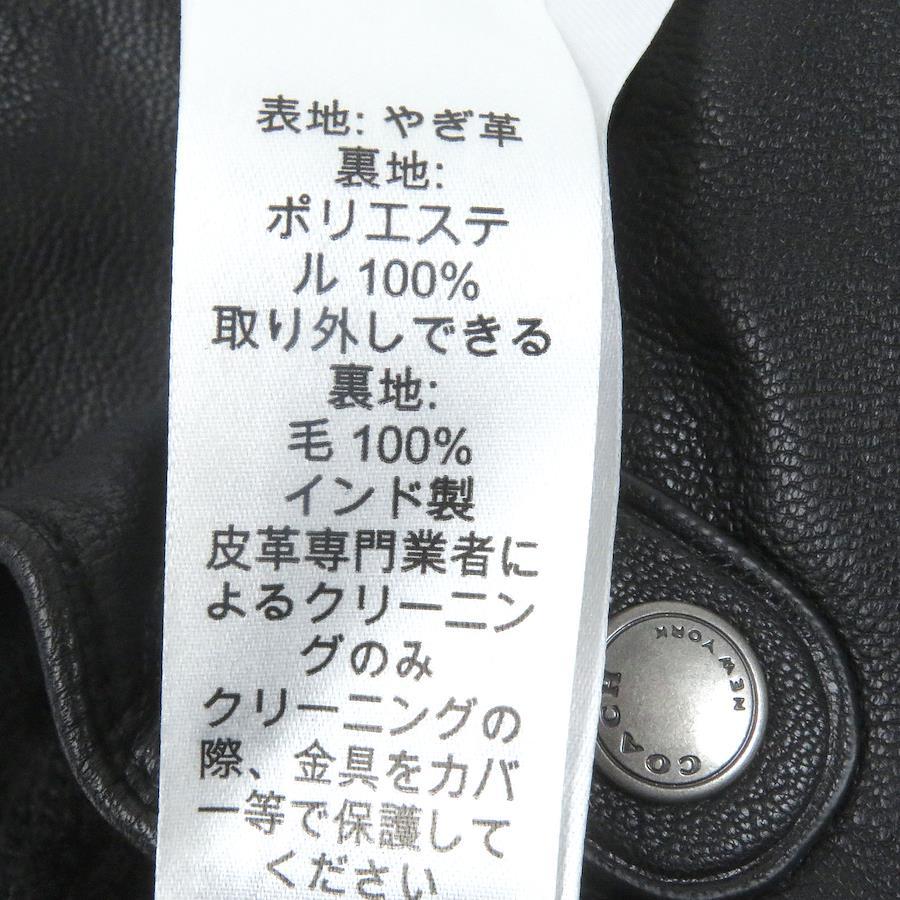 表地: やぎ革
裏地:
ポリエステ
ル 100%
取り外しできる
裏地:
毛 100%
インド製
皮革専門業者に
よるクリーニン
グのみ
クリーニングの
際、金具をカバ
ー等で保護して
ください
COACH
NEW YORK